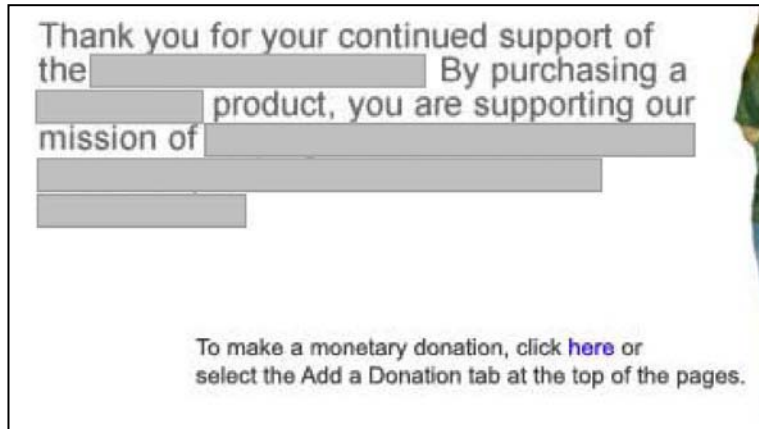 Thank you for your continued support of
the By purchasing a
product, you are supporting our
mission of
To make a monetary donation, click here or
select the Add a Donation tab at the top of the pages.